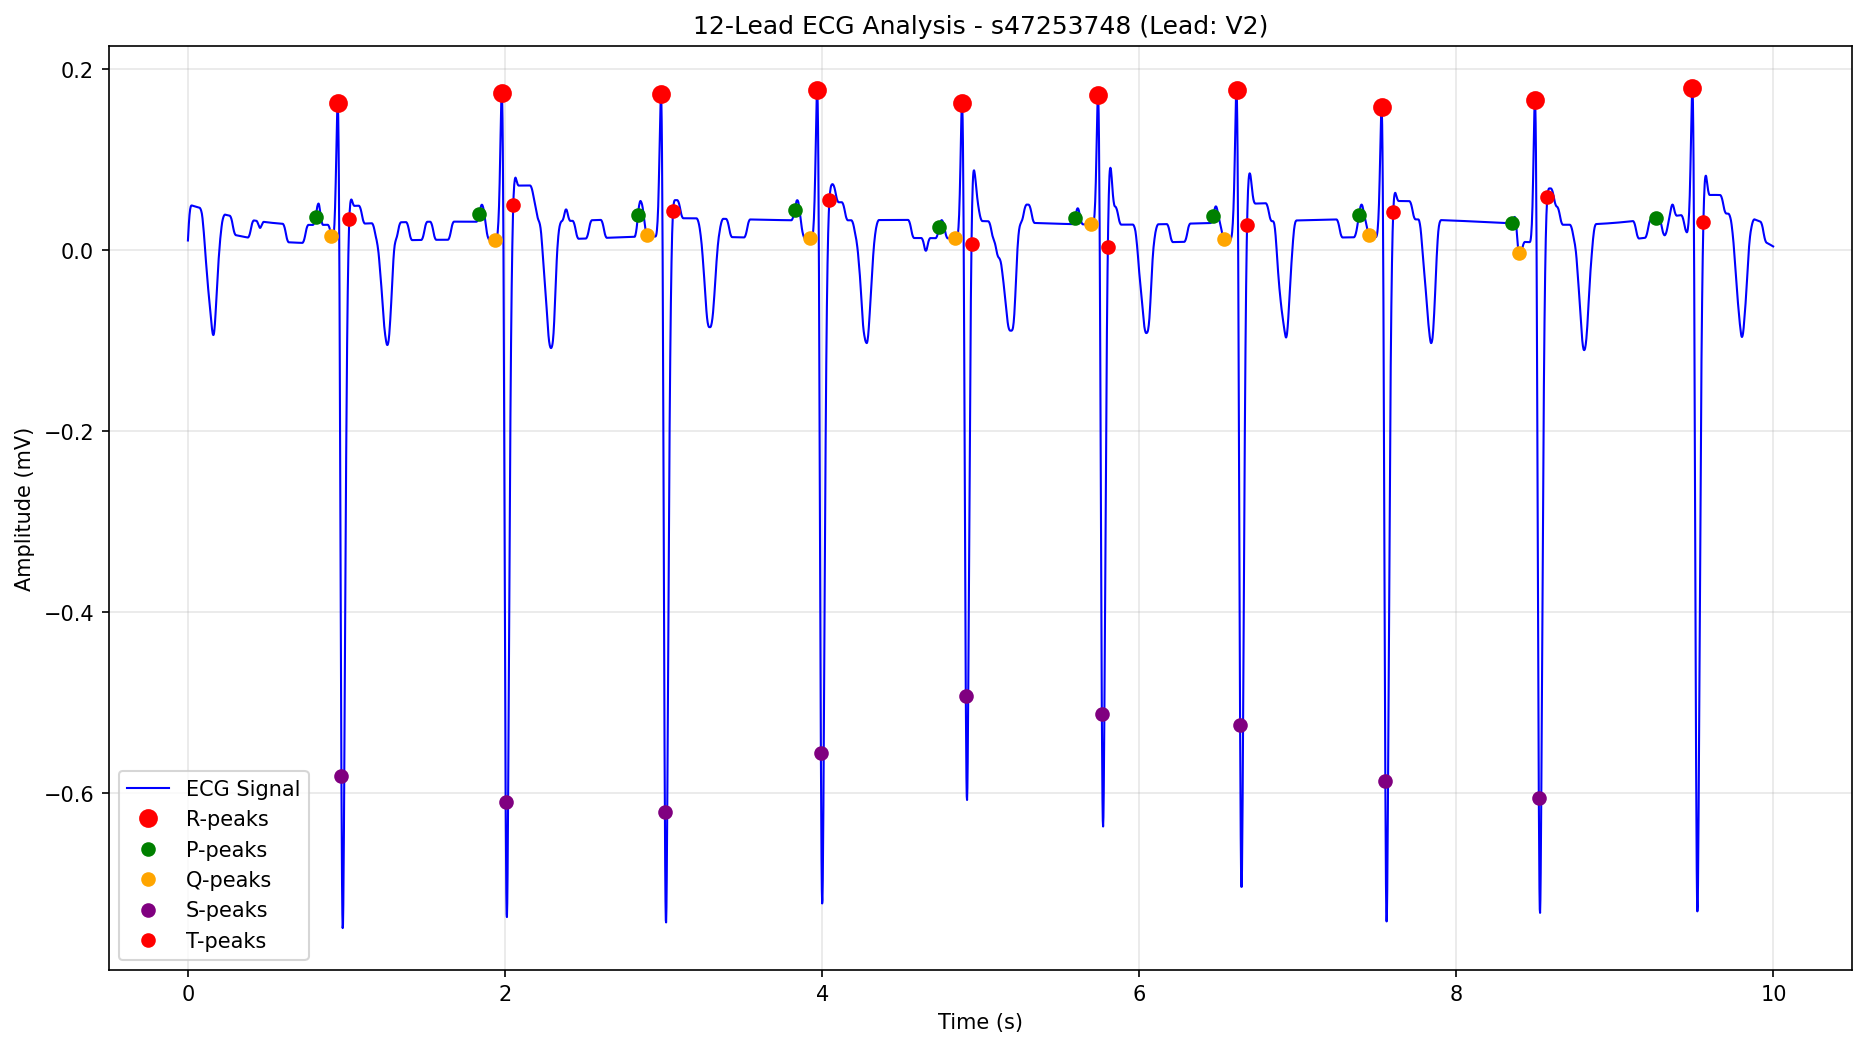 12-Lead ECG Analysis - s47253748 (Lead: V2)
0.2
0.0
−0.2
−0.4
−0.6
Amplitude (mV)
ECG Signal
R-peaks
P-peaks
Q-peaks
S-peaks
T-peaks
0 2 4 6 8 10
Time (s)